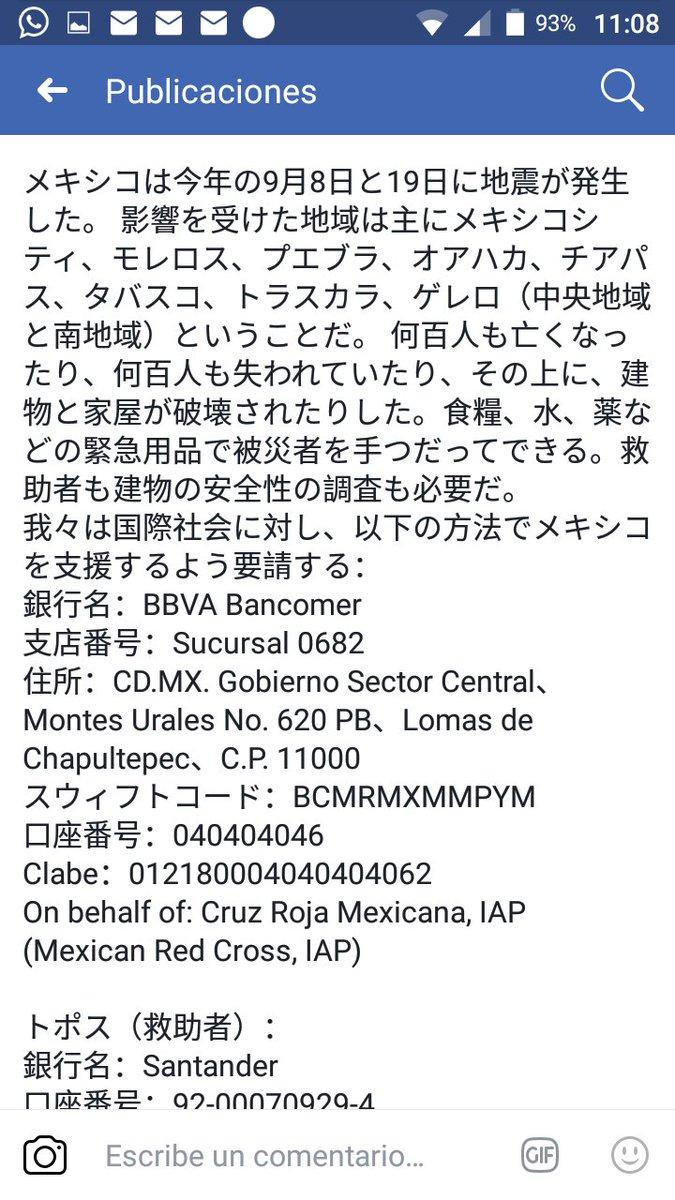 93% 11:08
Publicaciones
メキシコは今年の9月8日と19日に地震が発生
した。 影響を受けた地域は主にメキシコシ
ティ、モレロス、プエブラ、オアハカ、チアパ
ス、タバスコ、トラスカラ、ゲレロ（中央地域
と南地域）ということだ。 何百人も亡くなっ
たり、何百人も失われていたり、その上に、建
物と家屋が破壊されたりした。食糧、水、薬な
どの緊急用品で被災者を手つだってできる。救
助者も建物の安全性の調査も必要だ。
我々は国際社会に対し、以下の方法でメキシコ
を支援するよう要請する：
銀行名：BBVA Bancomer
支店番号：Sucursal 0682
住所：CD.MX. Gobierno Sector Central、
Montes Urales No. 620 PB、Lomas de
Chapultepec、C.P. 11000
スウィフトコード：BCMRMXMMPYM
口座番号：040404046
Clabe：012180004040404062
On behalf of: Cruz Roja Mexicana, IAP
(Mexican Red Cross, IAP)
トポス（救助者）：
銀行名：Santander
口座番号：92-00070929-4
Escribe un comentario... GIF